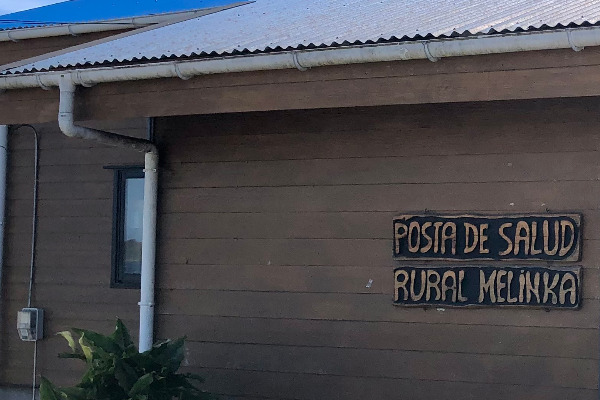 POSTA DE SALUD
RURAL MELINKA